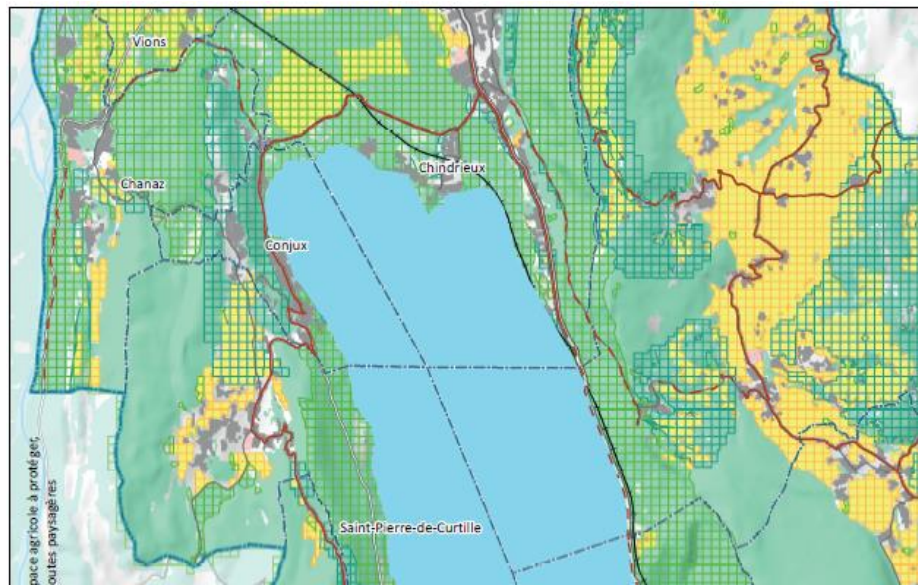 Vions
Chanaz
Chindrieux
Conjux
Saint-Pierre-de-Curtille
pace agricole à protéger,
outes paysagères